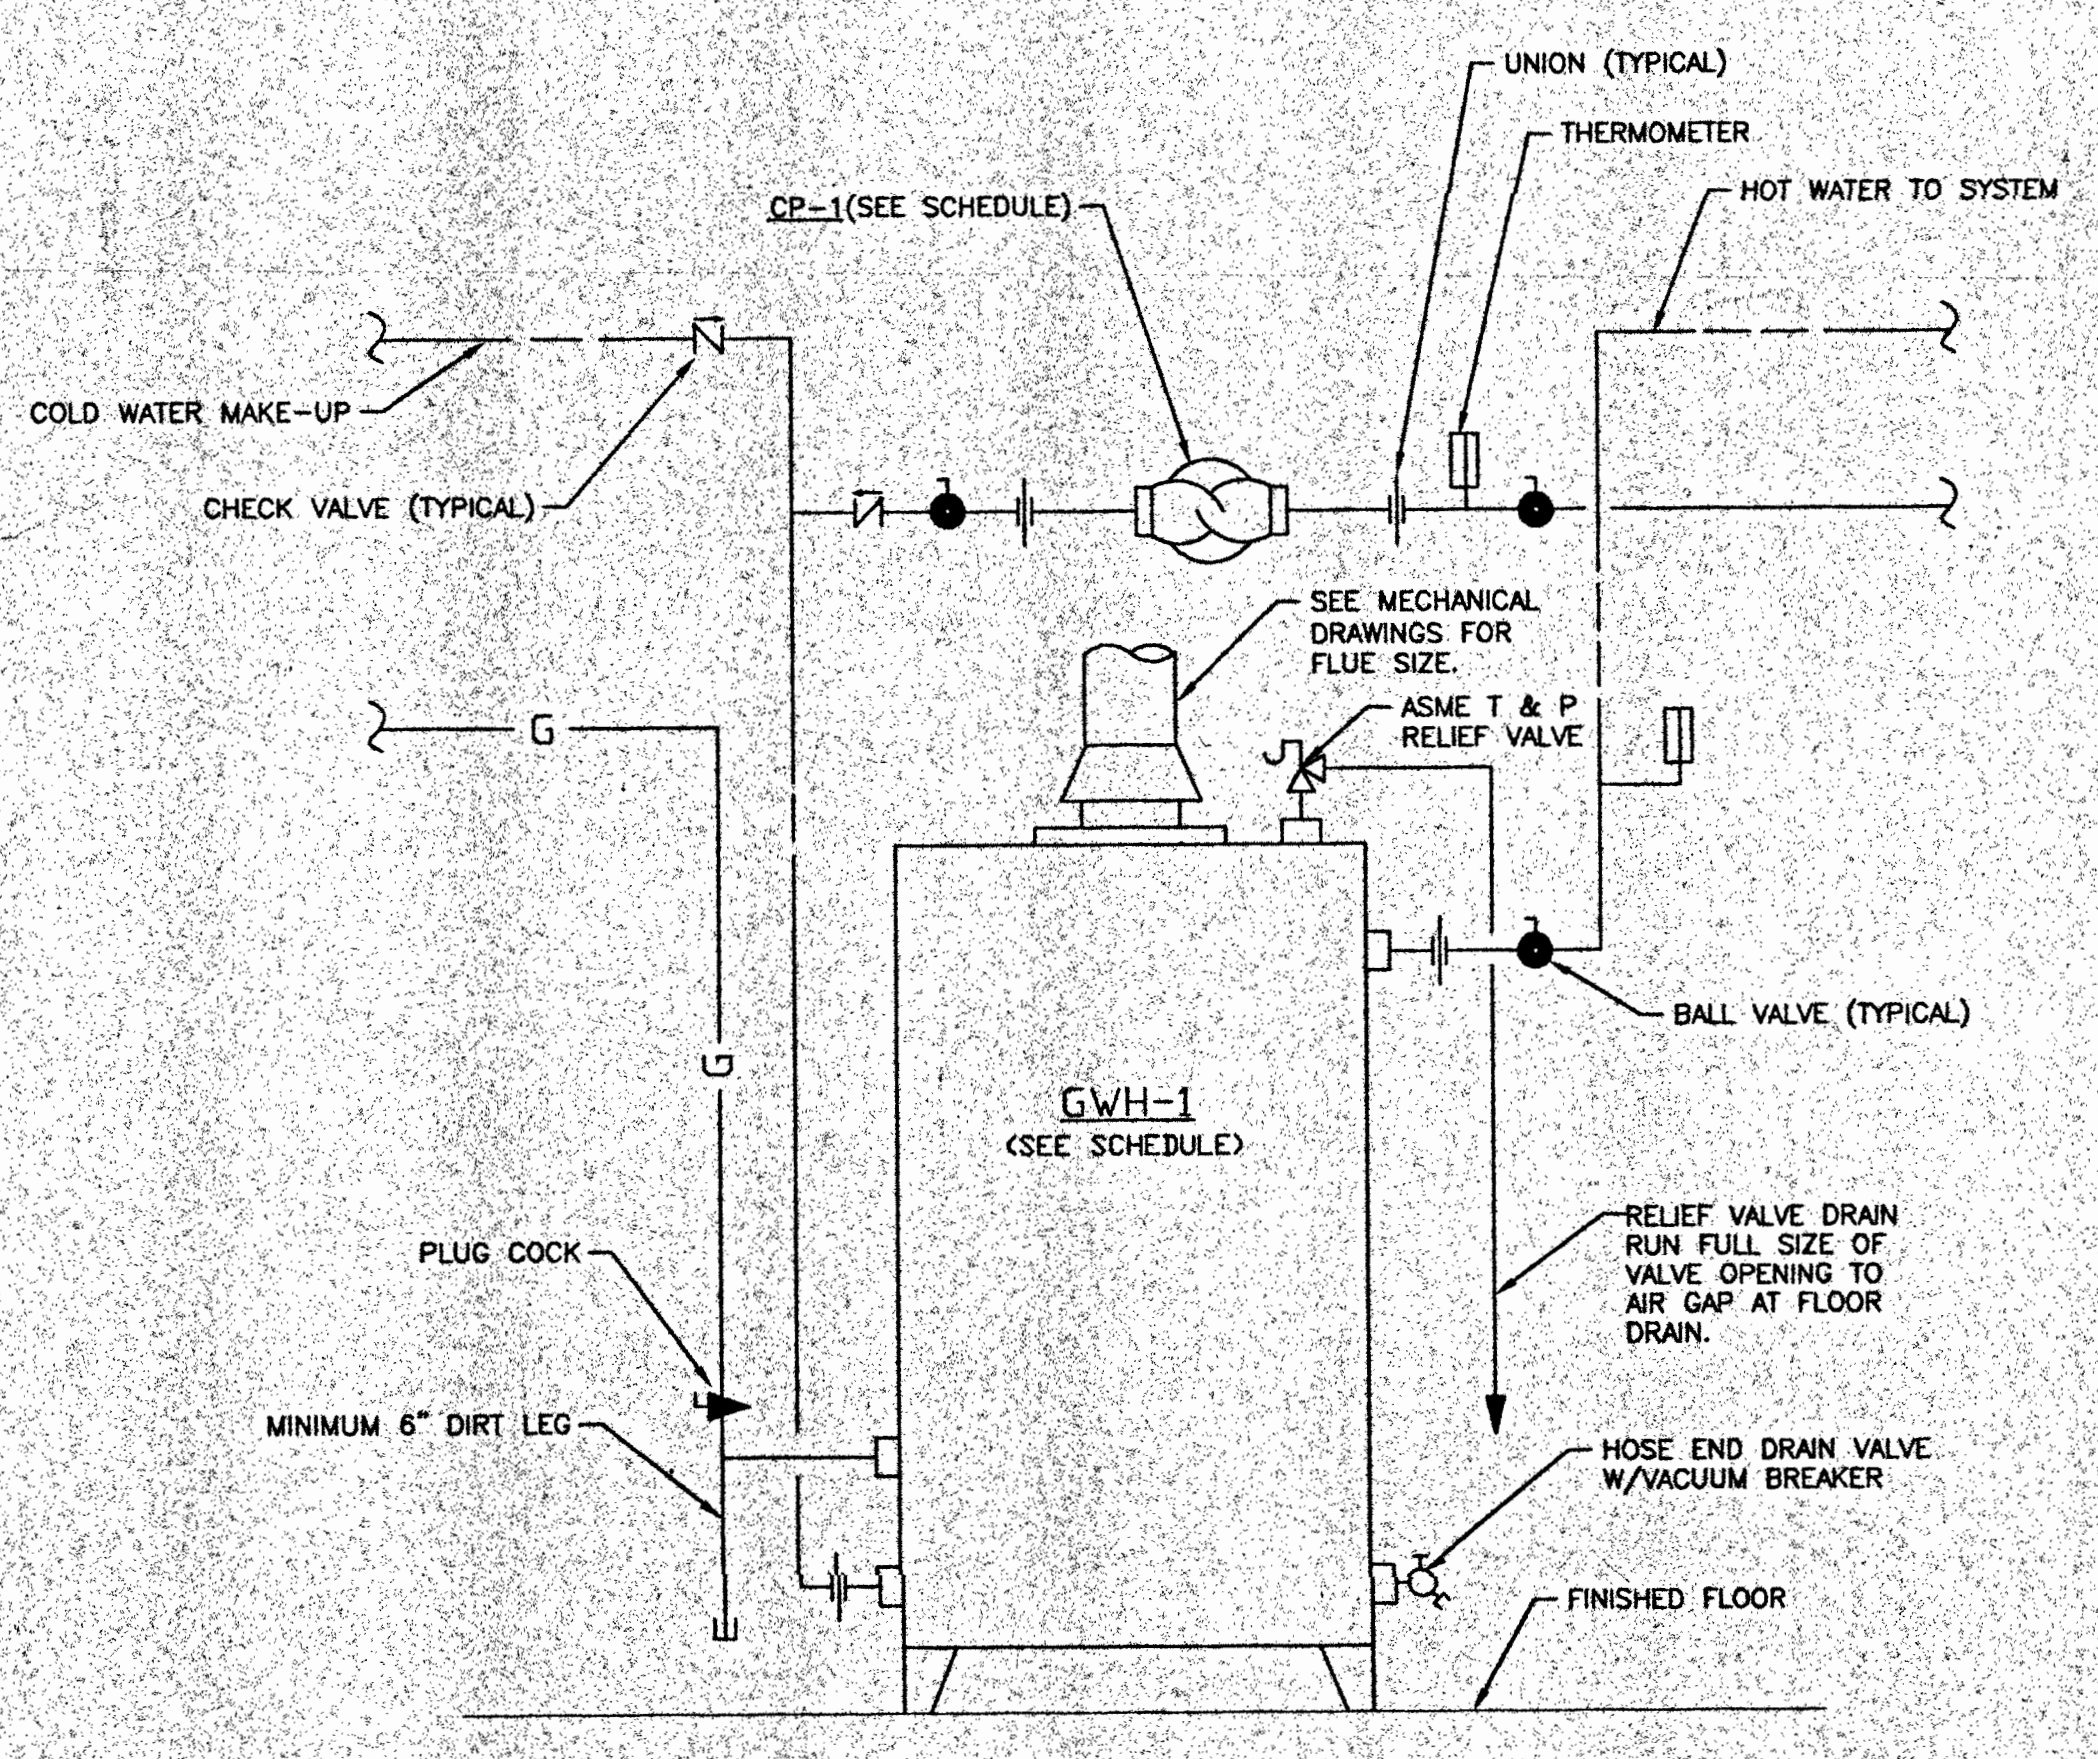 UNION (TYPICAL)
THERMOMETER
HOT WATER TO SYSTEM
CP-1(SEE SCHEDULE)
COLD WATER MAKE-UP
CHECK VALVE (TYPICAL)
SEE MECHANICAL
DRAWINGS FOR
FLUE SIZE.
ASME T & P
RELIEF VALVE
G
G
BALL VALVE (TYPICAL)
GWH-1
(SEE SCHEDULE)
RELIEF VALVE DRAIN
RUN FULL SIZE OF
VALVE OPENING TO
AIR GAP AT FLOOR
DRAIN.
PLUG COCK
MINIMUM 6" DIRT LEG
HOSE END DRAIN VALVE
W/VACUUM BREAKER
FINISHED FLOOR